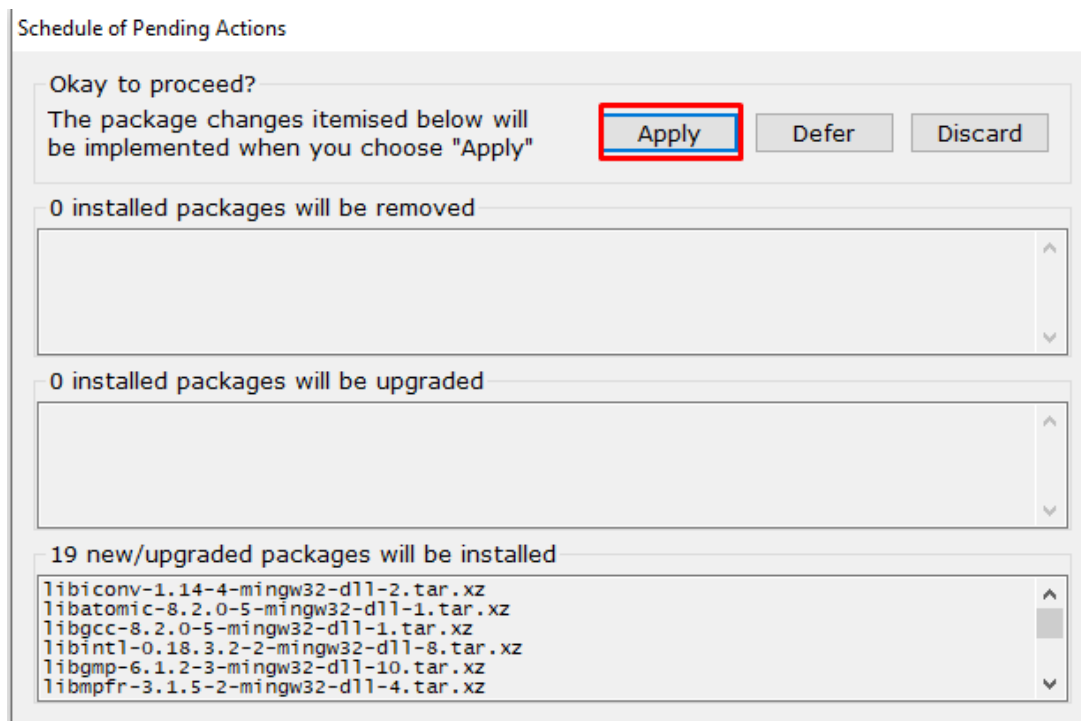 Schedule of Pending Actions
Okay to proceed?
The package changes itemised below will
be implemented when you choose "Apply"
Apply
Defer
Discard
0 installed packages will be removed
0 installed packages will be upgraded
19 new/upgraded packages will be installed
libiconv-1.14-4-mingw32-dll-2.tar.xz
libatomic-8.2.0-5-mingw32-dll-1.tar.xz
libgcc-8.2.0-5-mingw32-dll-1.tar.xz
libintl-0.18.3.2-2-mingw32-dll-8.tar.xz
libgmp-6.1.2-3-mingw32-dll-10.tar.xz
libmpfr-3.1.5-2-mingw32-dll-4.tar.xz